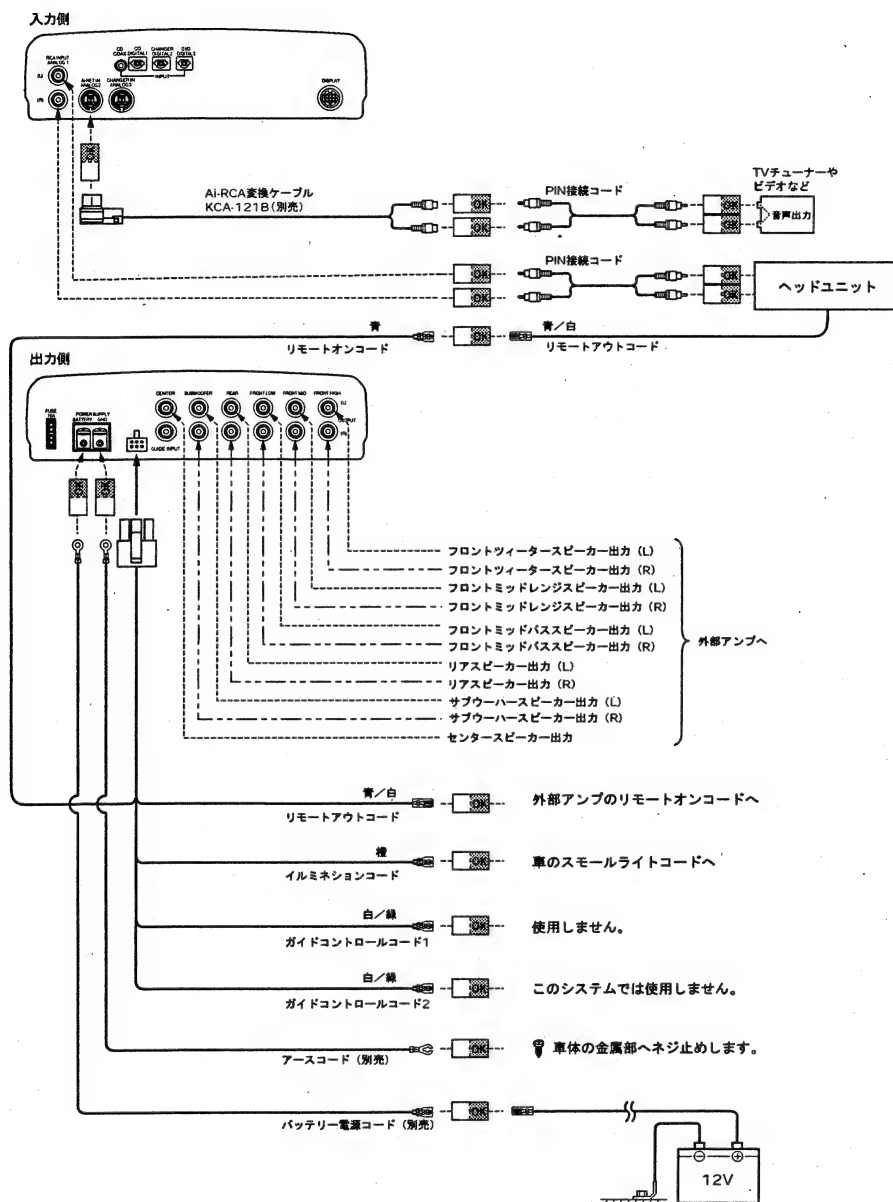 入力側
RCA INPUT
ANALOG 1
(L)
(R)
Ai-NET IN
ANALOG2
CHANGER IN
ANALOG3
CD
COAX
CD
DIGITAL1
CHANGER
DIGITAL2
DVD
DIGITAL3
INPUT
DISPLAY
OK
Ai-RCA変換ケーブル
KCA-121B(別売)
OK
OK
PIN接続コード
OK
OK
TVチューナーや
ビデオなど
音声出力
OK
OK
PIN接続コード
OK
OK
ヘッドユニット
青
リモートオンコード
OK
青/白
リモートアウトコード
出力側
FUSE
POWER SUPPLY
BATTERY GND
GUIDE INPUT
CENTER
SUBWOOFER
REAR
FRONT LOW
FRONT MID
FRONT HIGH
(L)
OUTPUT
(R)
OK
OK
フロントツィータースピーカー出力 (L)
フロントツィータースピーカー出力 (R)
フロントミッドレンジスピーカー出力 (L)
フロントミッドレンジスピーカー出力 (R)
フロントミッドバススピーカー出力 (L)
フロントミッドバススピーカー出力 (R)
リアスピーカー出力 (L)
リアスピーカー出力 (R)
サブウーハースピーカー出力 (L)
サブウーハースピーカー出力 (R)
センタースピーカー出力
外部アンプへ
青/白
リモートアウトコード
OK
外部アンプのリモートオンコードへ
橙
イルミネションコード
OK
車のスモールライトコードへ
白/緑
ガイドコントロールコード1
OK
使用しません。
白/緑
ガイドコントロールコード2
OK
このシステムでは使用しません。
アースコード (別売)
OK
車体の金属部へネジ止めします。
バッテリー電源コード (別売)
OK
12V